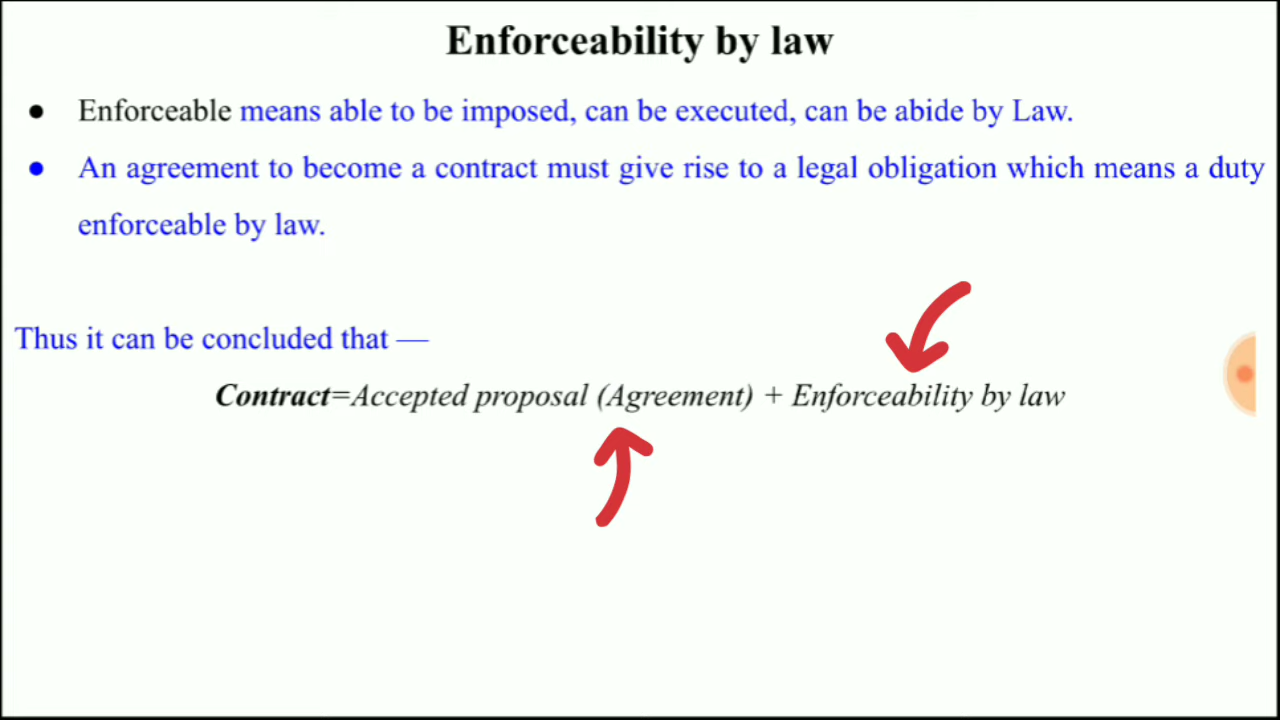 Enforceability by law
● Enforceable means able to be imposed, can be executed, can be abide by Law.
● An agreement to become a contract must give rise to a legal obligation which means a duty
enforceable by law.
Thus it can be concluded that —
Contract=Accepted proposal (Agreement) + Enforceability by law